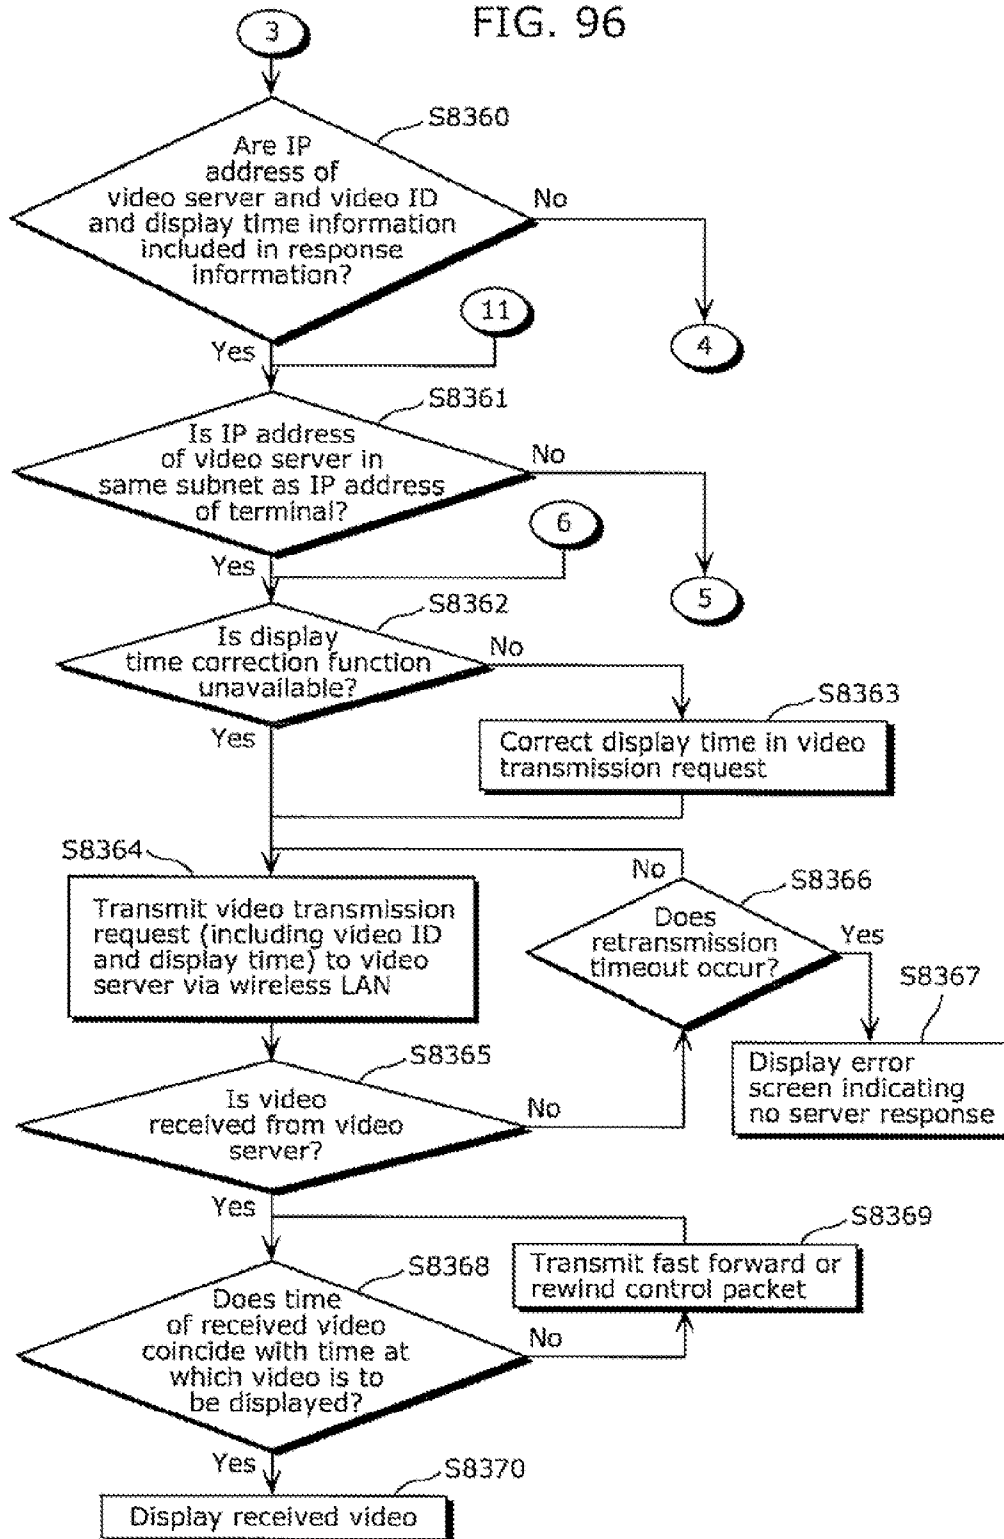 FIG. 96
3
S8360
Are IP
address of
video server and video ID
and display time information
included in response
information?
No
11
4
Yes
S8361
Is IP address
of video server in
same subnet as IP address
of terminal?
No
6
Yes
5
S8362
Is display
time correction function
unavailable?
No
S8363
Yes
Correct display time in video
transmission request
S8364
Transmit video transmission
request (including video ID
and display time) to video
server via wireless LAN
No
S8366
Does
retransmission
timeout occur?
Yes
S8367
Display error
screen indicating
no server response
S8365
Is video
received from video
server?
No
Yes
S8369
Transmit fast forward or
rewind control packet
S8368
Does time
of received video
coincide with time at
which video is to
be displayed?
No
Yes
S8370
Display received video